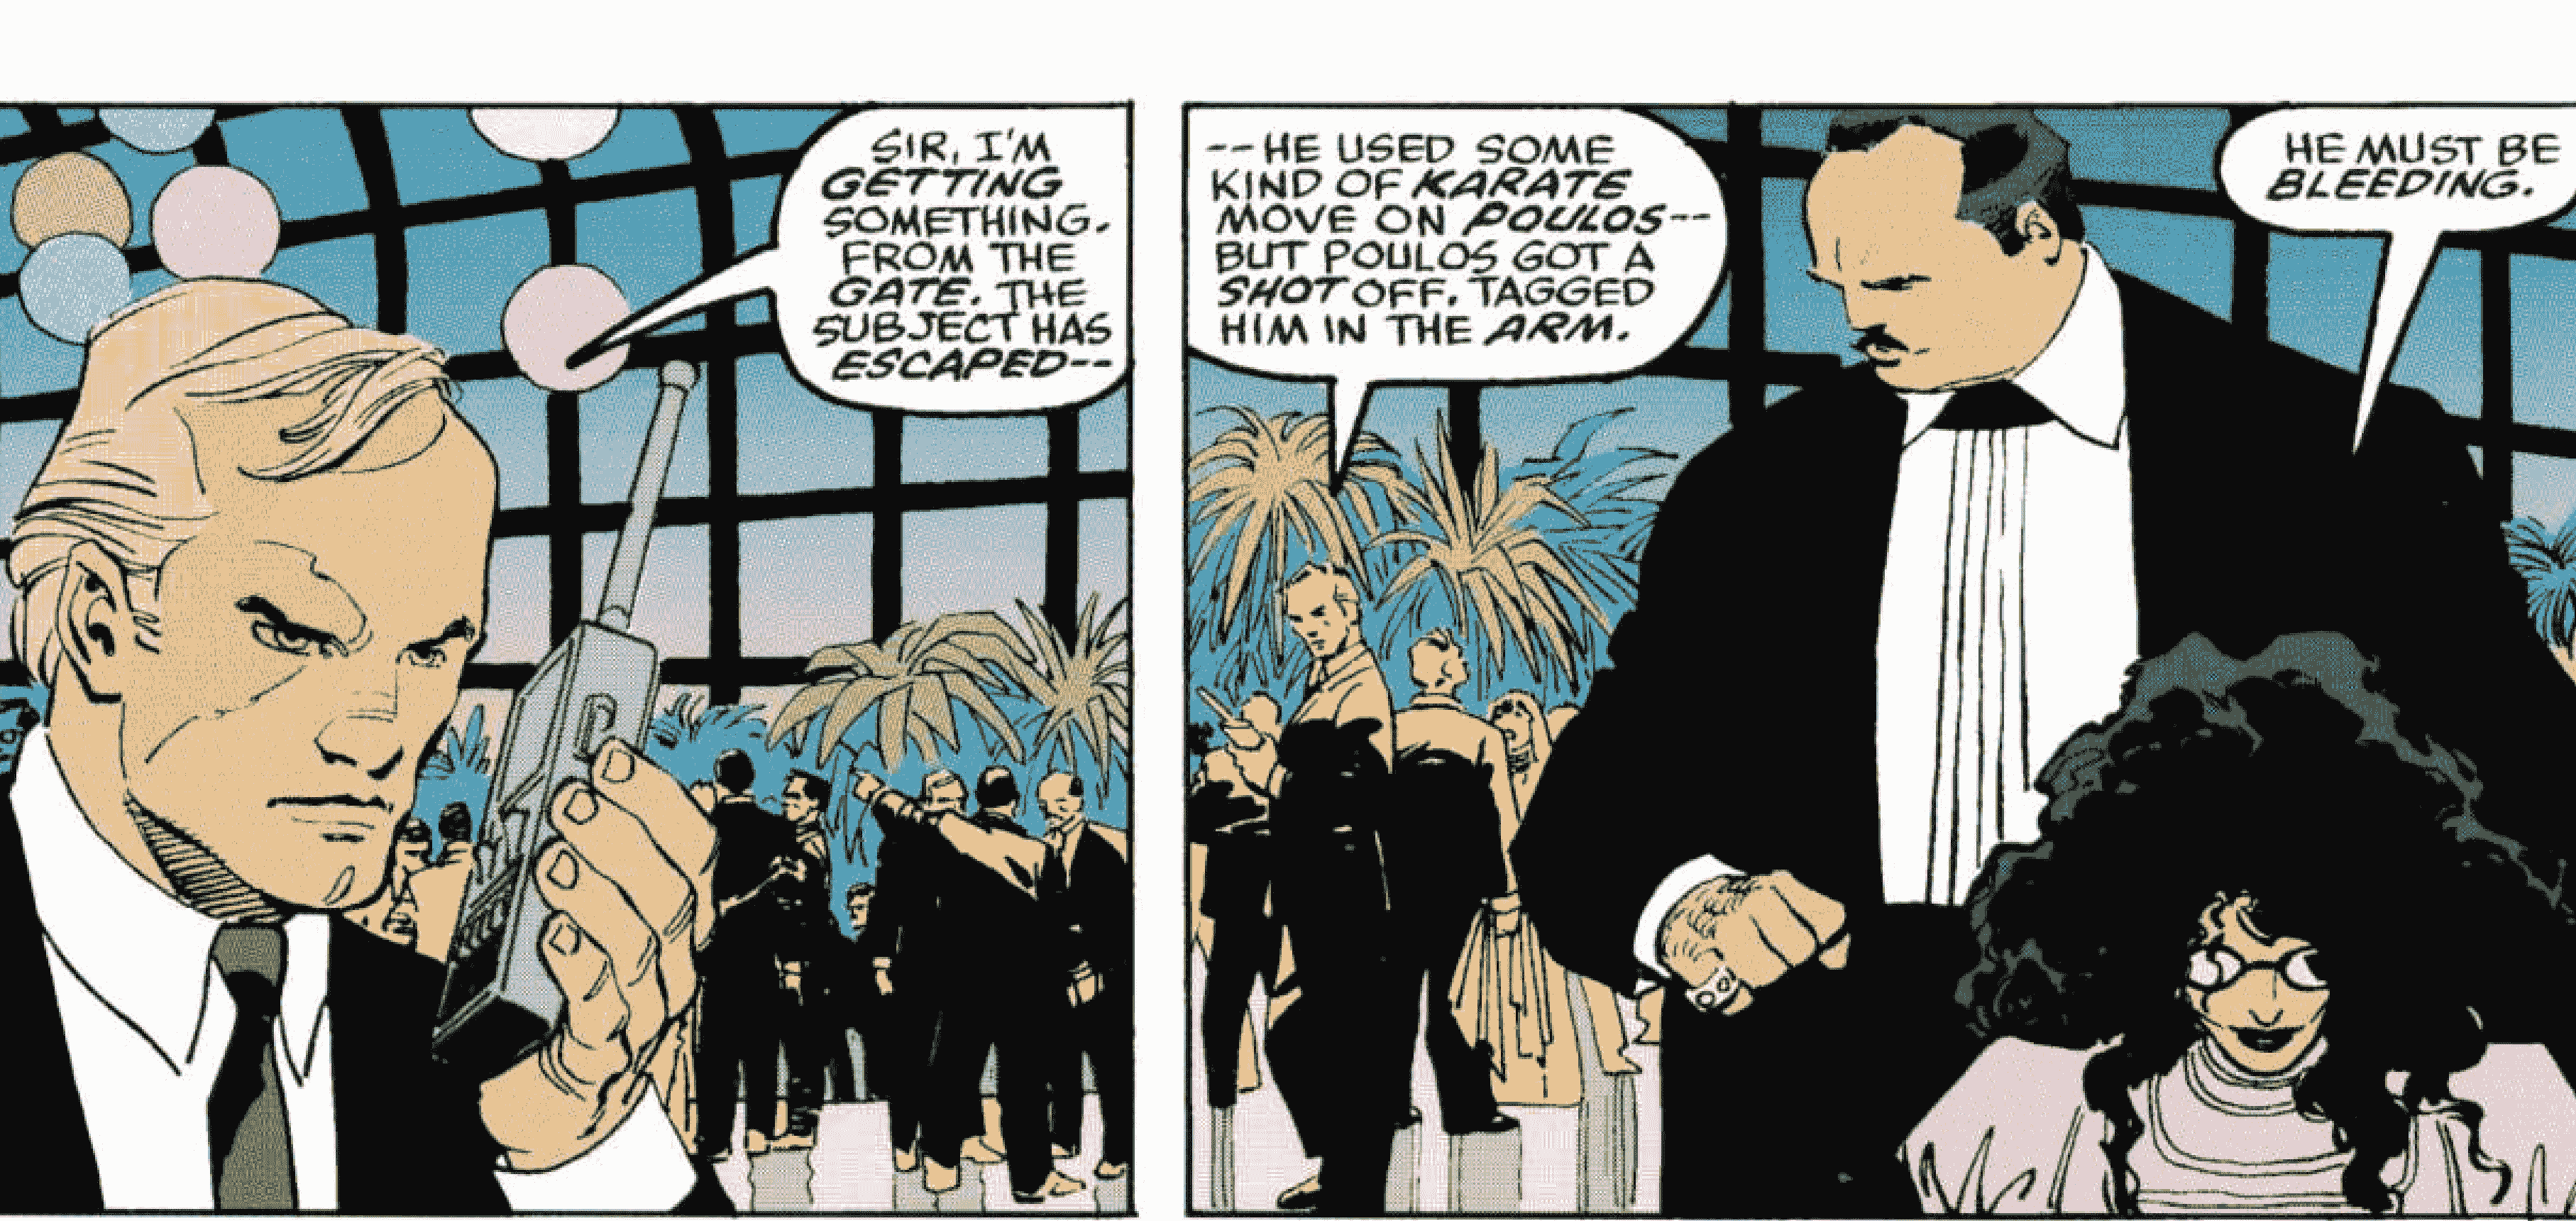 SIR, I'M
GETTING
SOMETHING.
FROM THE
GATE. THE
SUBJECT HAS
ESCAPED--
--HE USED SOME
KIND OF KARATE
MOVE ON POULOS--
BUT POULOS GOT A
SHOT OFF. TAGGED
HIM IN THE ARM.
HE MUST BE
BLEEDING.